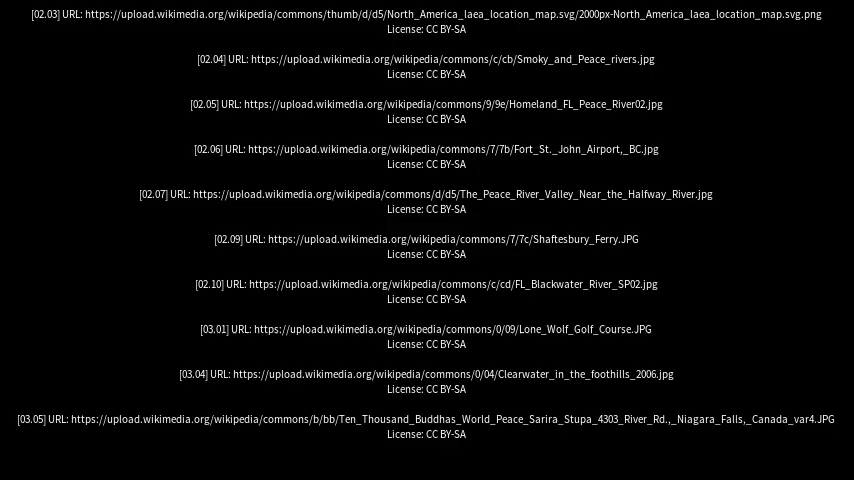 [02.03] URL: https://upload.wikimedia.org/wikipedia/commons/thumb/d/d5/North_America_laea_location_map.svg/2000px-North_America_laea_location_map.svg.png
License: CC BY-SA
[02.04] URL: https://upload.wikimedia.org/wikipedia/commons/c/cb/Smoky_and_Peace_rivers.jpg
License: CC BY-SA
[02.05] URL: https://upload.wikimedia.org/wikipedia/commons/9/9e/Homeland_FL_Peace_River02.jpg
License: CC BY-SA
[02.06] URL: https://upload.wikimedia.org/wikipedia/commons/7/7b/Fort_St._John_Airport,_BC.jpg
License: CC BY-SA
[02.07] URL: https://upload.wikimedia.org/wikipedia/commons/d/d5/The_Peace_River_Valley_Near_the_Halfway_River.jpg
License: CC BY-SA
[02.09] URL: https://upload.wikimedia.org/wikipedia/commons/7/7c/Shaftesbury_Ferry.JPG
License: CC BY-SA
[02.10] URL: https://upload.wikimedia.org/wikipedia/commons/c/cd/FL_Blackwater_River_SP02.jpg
License: CC BY-SA
[03.01] URL: https://upload.wikimedia.org/wikipedia/commons/0/09/Lone_Wolf_Golf_Course.JPG
License: CC BY-SA
[03.04] URL: https://upload.wikimedia.org/wikipedia/commons/0/04/Clearwater_in_the_foothills_2006.jpg
License: CC BY-SA
[03.05] URL: https://upload.wikimedia.org/wikipedia/commons/b/bb/Ten_Thousand_Buddhas_World_Peace_Sarira_Stupa_4303_River_Rd.,_Niagara_Falls,_Canada_var4.JPG
License: CC BY-SA